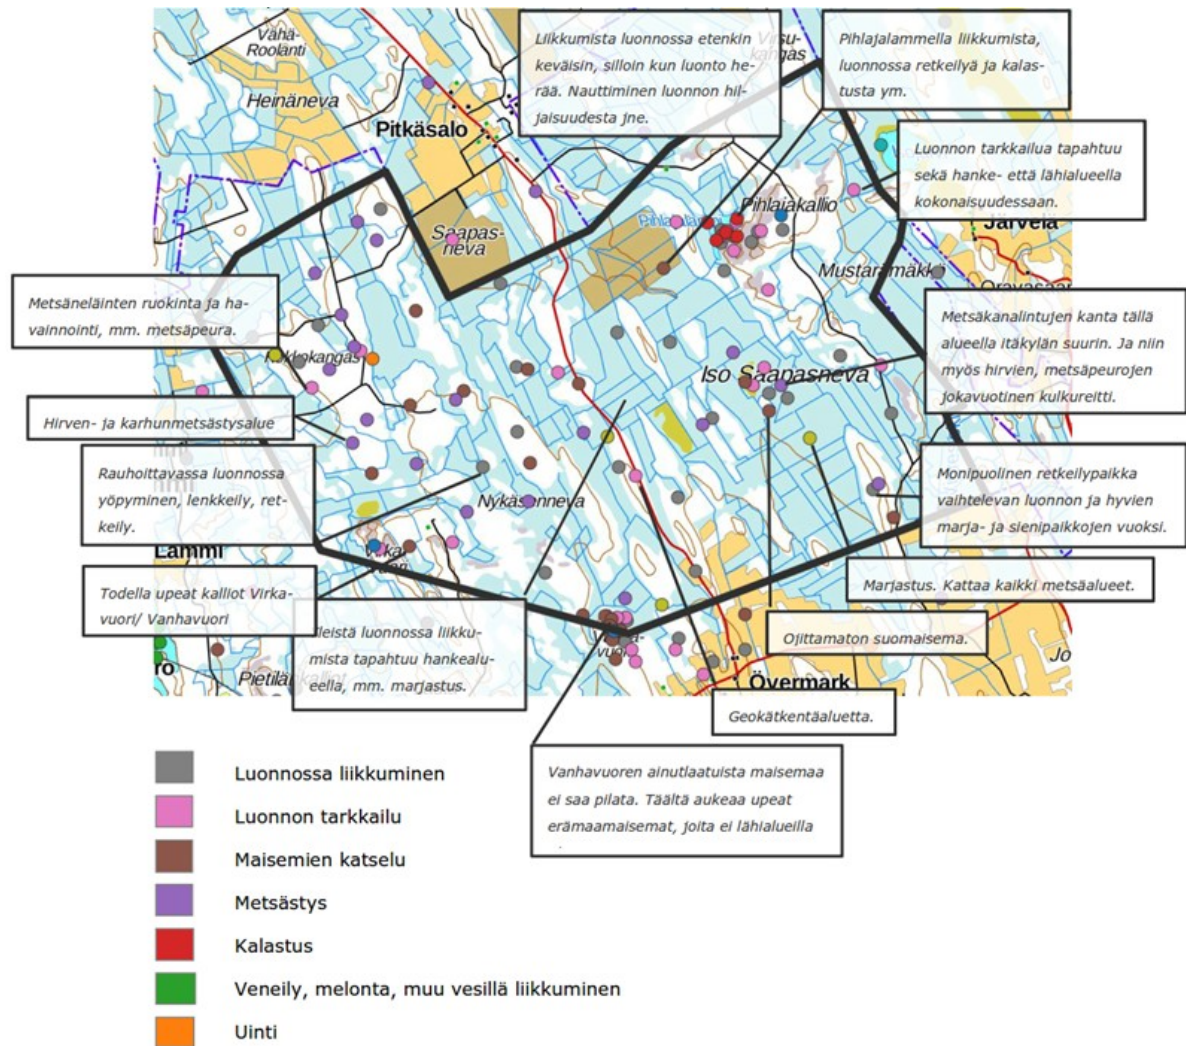 Vähä-
Roolanti
Heinäneva
Pitkäsalo
Liikkumista luonnossa etenkin
keväisin, silloin kun luonto he-
rää. Nauttiminen luonnon hil-
jaisuudesta jne.
kangas
Pihlajalammella liikkumista,
luonnossa retkeilyä ja kalas-
tusta ym.
Luonnon tarkkailua tapahtuu
sekä hanke- että lähialueella
kokonaisuudessaan.
Pihlajakallio
Järvelä
Saapas-
neva
Mustaramäkkö
Metsäneläinten ruokinta ja ha-
vainnointi, mm. metsäpeura.
Metsäkanalintujen kanta tällä
alueella itäkylän suurin. Ja niin
myös hirvien, metsäpeurojen
jokavuotinen kulkureitti.
Iso Saapasneva
Hirven- ja karhunmetsästysalue
Rauhoittavassa luonnossa
yöpyminen, lenkkeily, ret-
keily.
Monipuolinen retkeilypaikka
vaihtelevan luonnon ja hyvien
marja- ja sienipaikkojen vuoksi.
Nykäsenneva
Lammi
Todella upeat kalliot Virka-
vuori/ Vanhavuori
Marjastus. Kattaa kaikki metsäalueet.
leistä luonnossa liikku-
mista tapahtuu hankealu-
eella, mm. marjastus.
Ojittamaton suomaisema.
ro
Jo
Övermark
Geokätkentäaluetta.
Vanhavuoren ainutlaatuista maisemaa
ei saa pilata. Täältä aukeaa upeat
erämaamaisemat, joita ei lähialueilla
Luonnossa liikkuminen
Luonnon tarkkailu
Maisemien katselu
Metsästys
Kalastus
Veneily, melonta, muu vesillä liikkuminen
Uinti